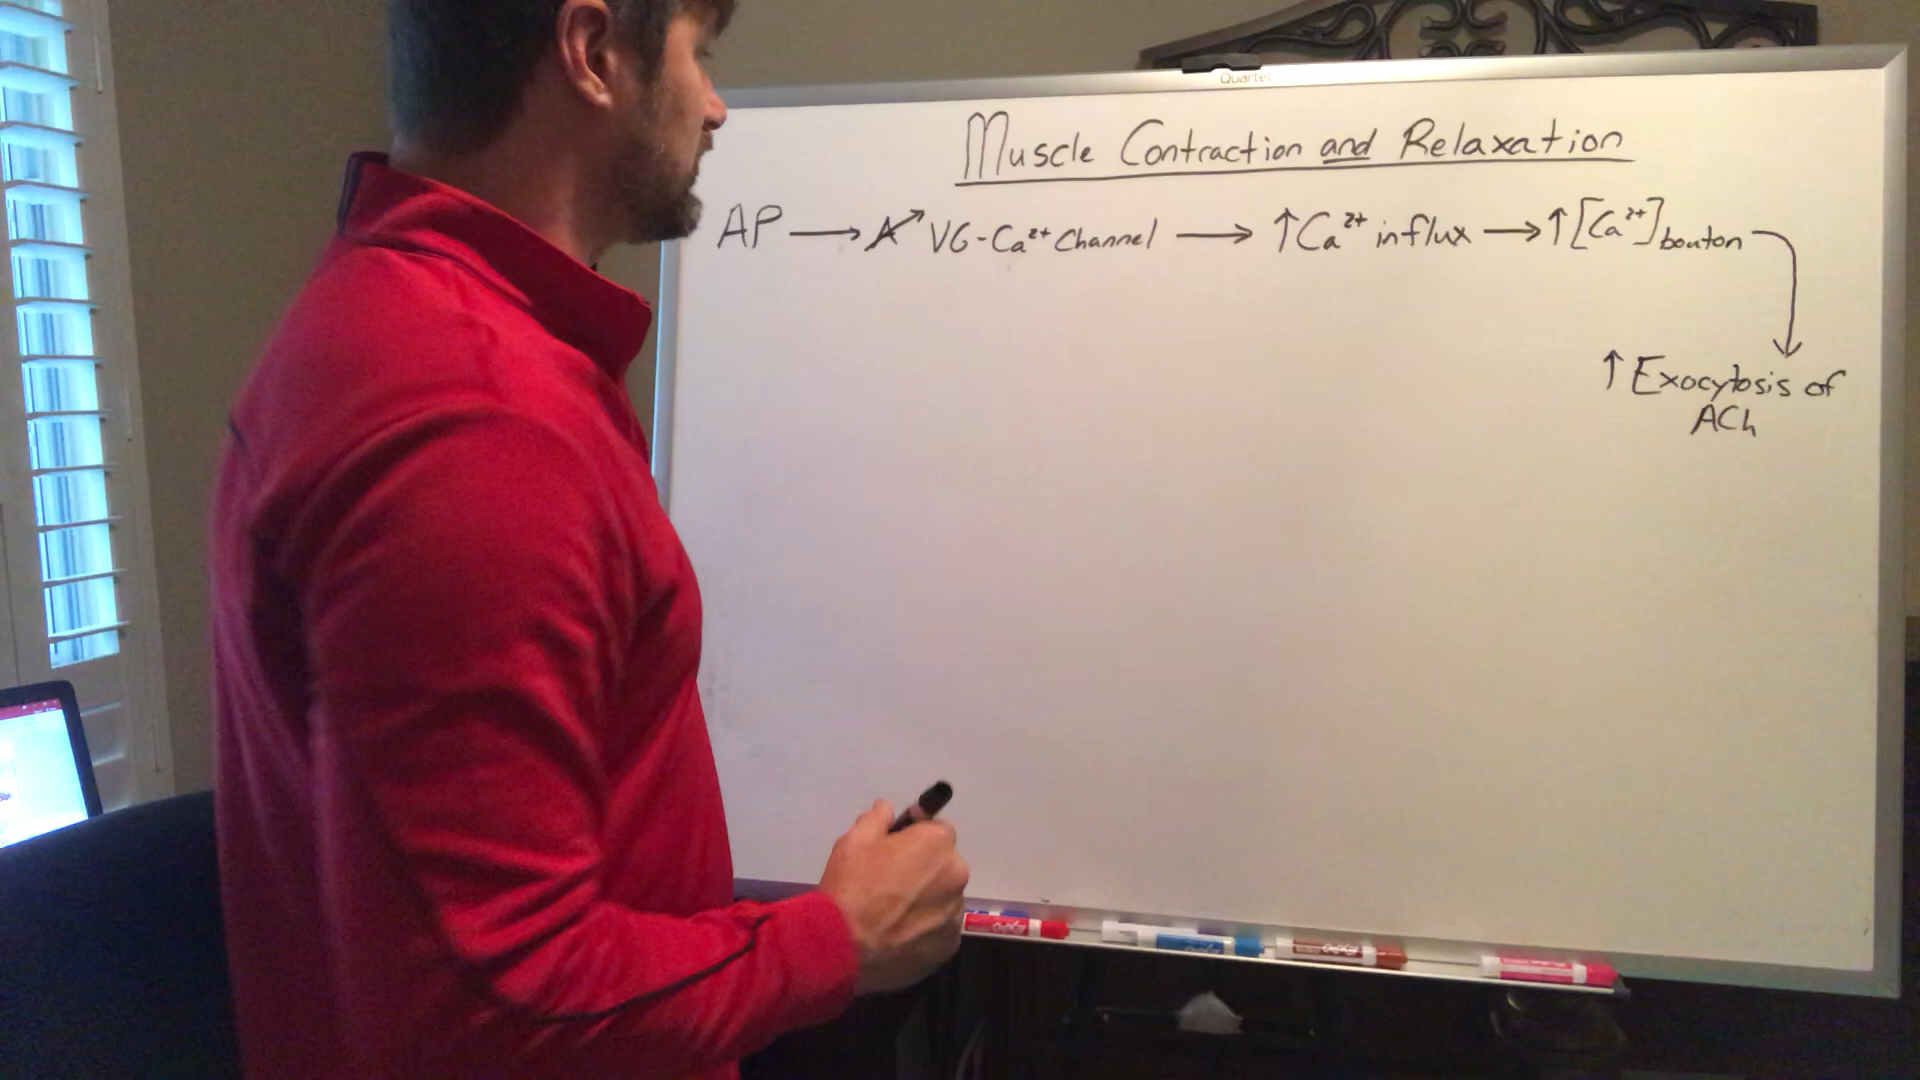 Quartet
Muscle Contraction and Relaxation
AP → A↗ VG-Ca²⁺ Channel → ↑Ca²⁺ influx → ↑[Ca²⁺]bouton
↑ Exocytosis of
ACh